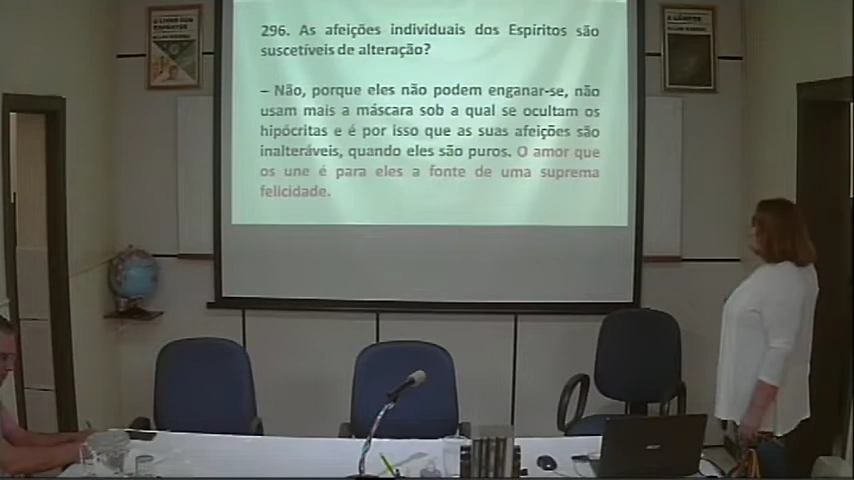 296. As afeições individuais dos Espíritos são
suscetíveis de alteração?
– Não, porque eles não podem enganar-se, não
usam mais a máscara sob a qual se ocultam os
hipócritas e é por isso que as suas afeições são
inalteráveis, quando eles são puros. O amor que
os une é para eles a fonte de uma suprema
felicidade.